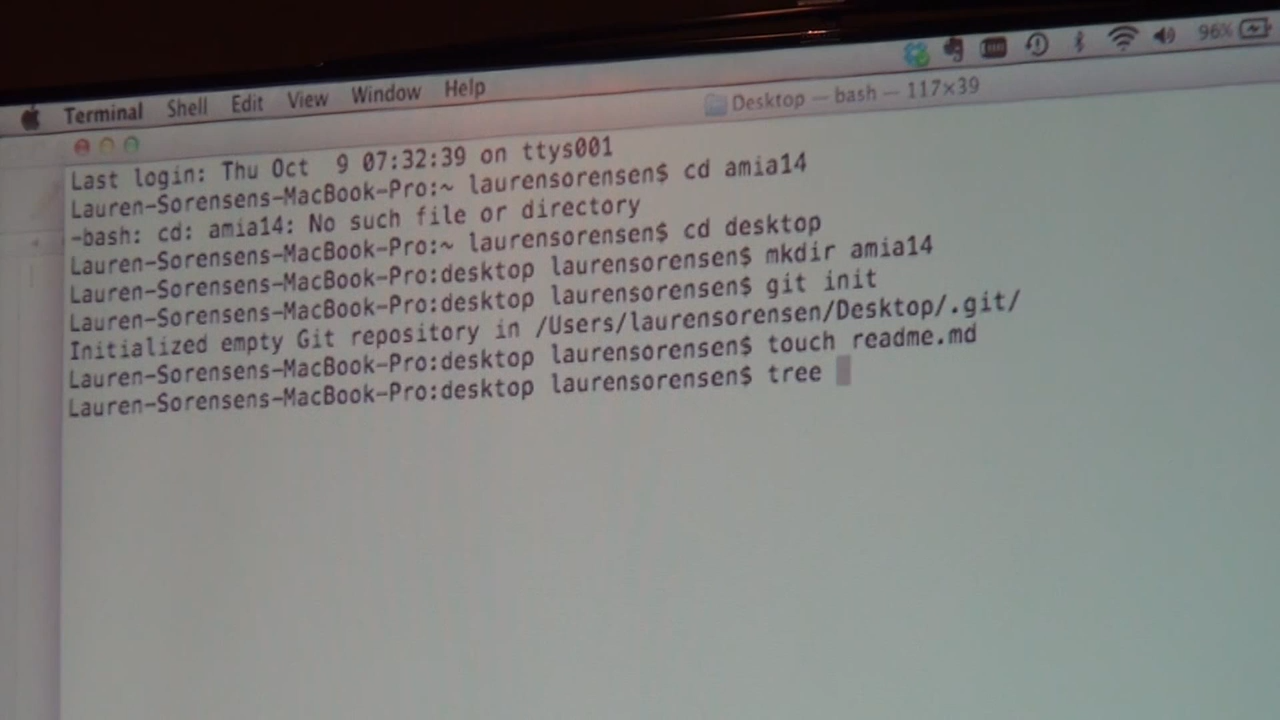 Terminal Shell Edit View Window Help 96%
Desktop — bash — 117×39
Last login: Thu Oct  9 07:32:39 on ttys001
Lauren-Sorensens-MacBook-Pro:~ laurensorensen$ cd amia14
-bash: cd: amia14: No such file or directory
Lauren-Sorensens-MacBook-Pro:~ laurensorensen$ cd desktop
Lauren-Sorensens-MacBook-Pro:desktop laurensorensen$ mkdir amia14
Lauren-Sorensens-MacBook-Pro:desktop laurensorensen$ git init
Initialized empty Git repository in /Users/laurensorensen/Desktop/.git/
Lauren-Sorensens-MacBook-Pro:desktop laurensorensen$ touch readme.md
Lauren-Sorensens-MacBook-Pro:desktop laurensorensen$ tree